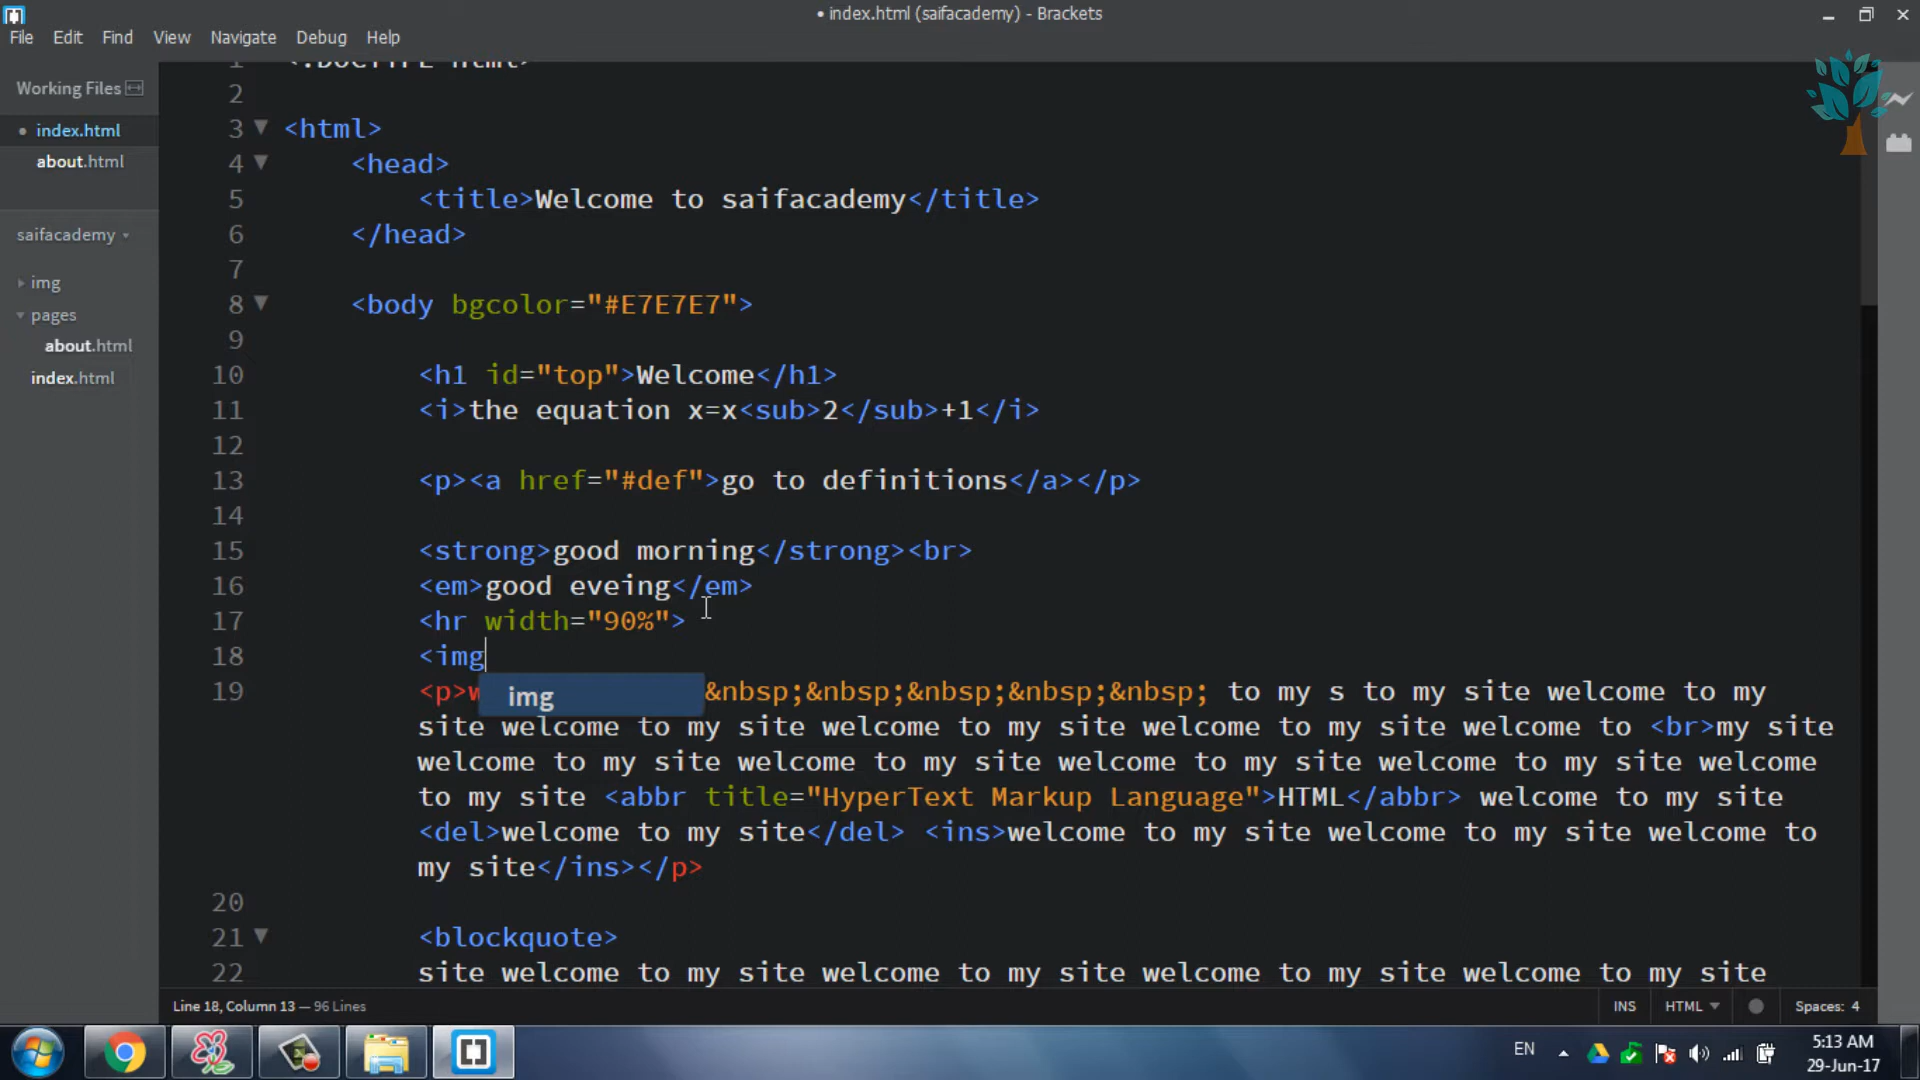 index.html (saifacademy) - Brackets
File Edit Find View Navigate Debug Help
Working Files
index.html
about.html
saifacademy
img
pages
about.html
index.html
1 <!DOCTYPE html>
2
3 <html>
4 <head>
5 <title>Welcome to saifacademy</title>
6 </head>
7
8 <body bgcolor="#E7E7E7">
9
10 <h1 id="top">Welcome</h1>
11 <i>the equation x=x<sub>2</sub>+1</i>
12
13 <p><a href="#def">go to definitions</a></p>
14
15 <strong>good morning</strong><br>
16 <em>good eveing</em>
17 <hr width="90%">
18 <img
img
19 <p>w &nbsp;&nbsp;&nbsp;&nbsp;&nbsp; to my s to my site welcome to my
site welcome to my site welcome to my site welcome to my site welcome to <br>my site
welcome to my site welcome to my site welcome to my site welcome to my site welcome
to my site <abbr title="HyperText Markup Language">HTML</abbr> welcome to my site
<del>welcome to my site</del> <ins>welcome to my site welcome to my site welcome to
my site</ins></p>
20
21 <blockquote>
22 site welcome to my site welcome to my site welcome to my site welcome to my site
Line 18, Column 13 — 96 Lines
INS HTML Spaces: 4
EN
5:13 AM
29-Jun-17